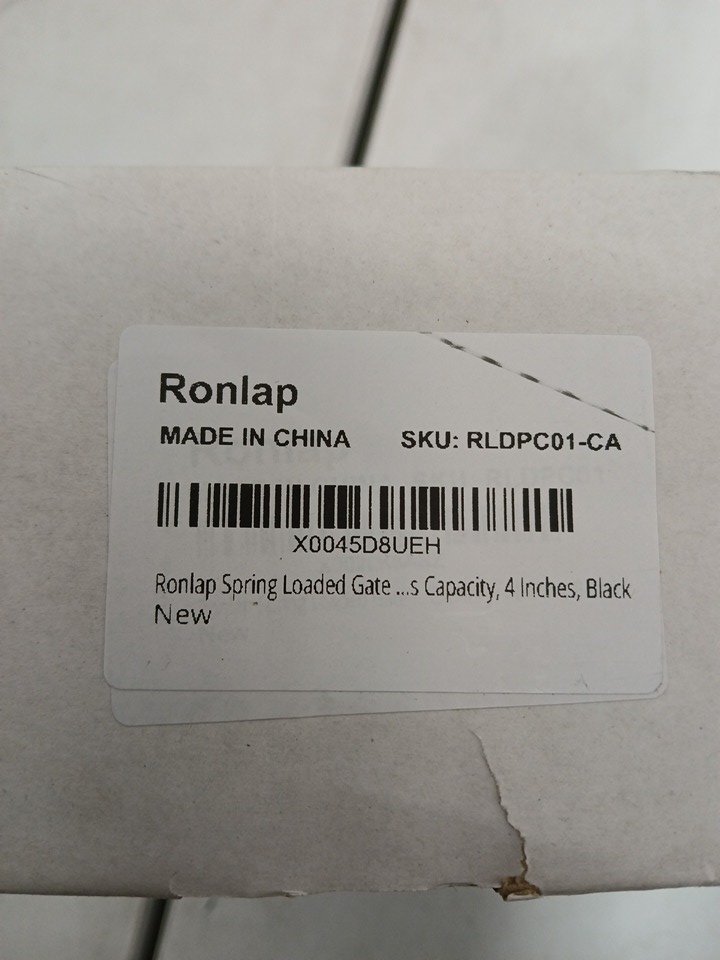 Ronlap
MADE IN CHINA SKU: RLDPC01-CA
X0045D8UEH
Ronlap Spring Loaded Gate ...s Capacity, 4 Inches, Black
New